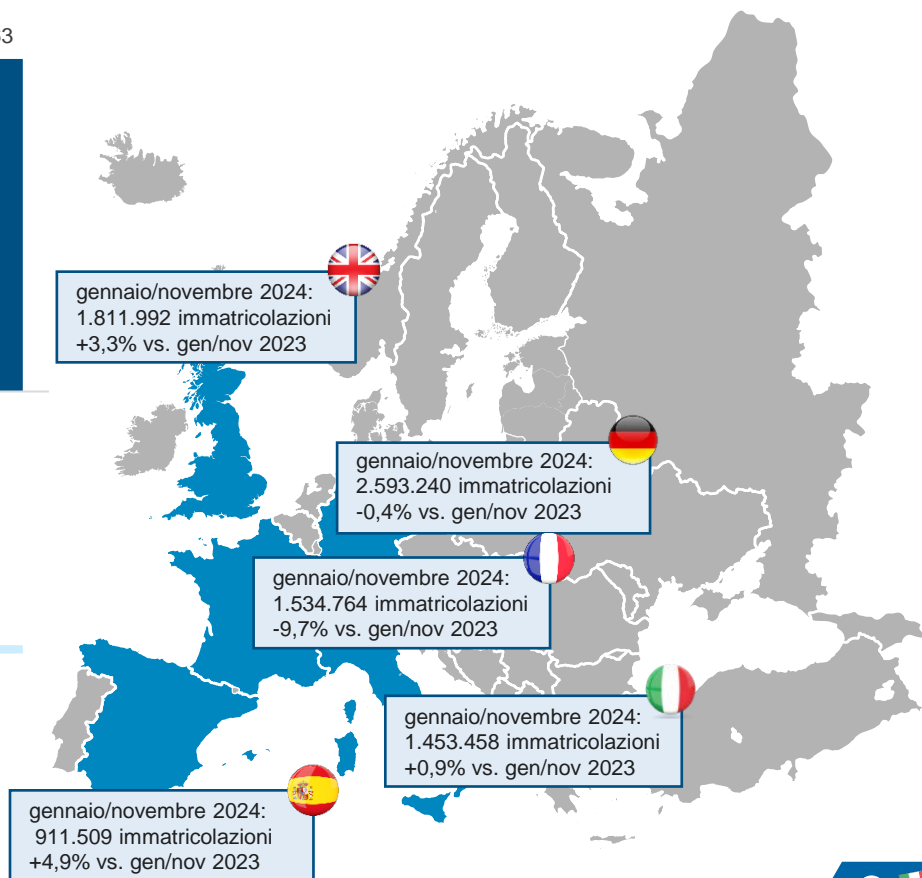 gennaio/novembre 2024:
1.811.992 immatricolazioni
+3,3% vs. gen/nov 2023
gennaio/novembre 2024:
2.593.240 immatricolazioni
-0,4% vs. gen/nov 2023
gennaio/novembre 2024:
1.534.764 immatricolazioni
-9,7% vs. gen/nov 2023
gennaio/novembre 2024:
1.453.458 immatricolazioni
+0,9% vs. gen/nov 2023
gennaio/novembre 2024:
911.509 immatricolazioni
+4,9% vs. gen/nov 2023